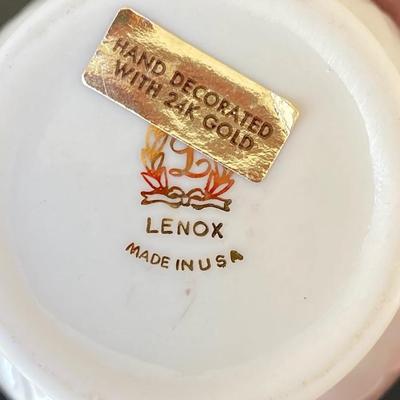 HAND DECORATED
WITH 24K GOLD
L
LENOX
MADE IN USA